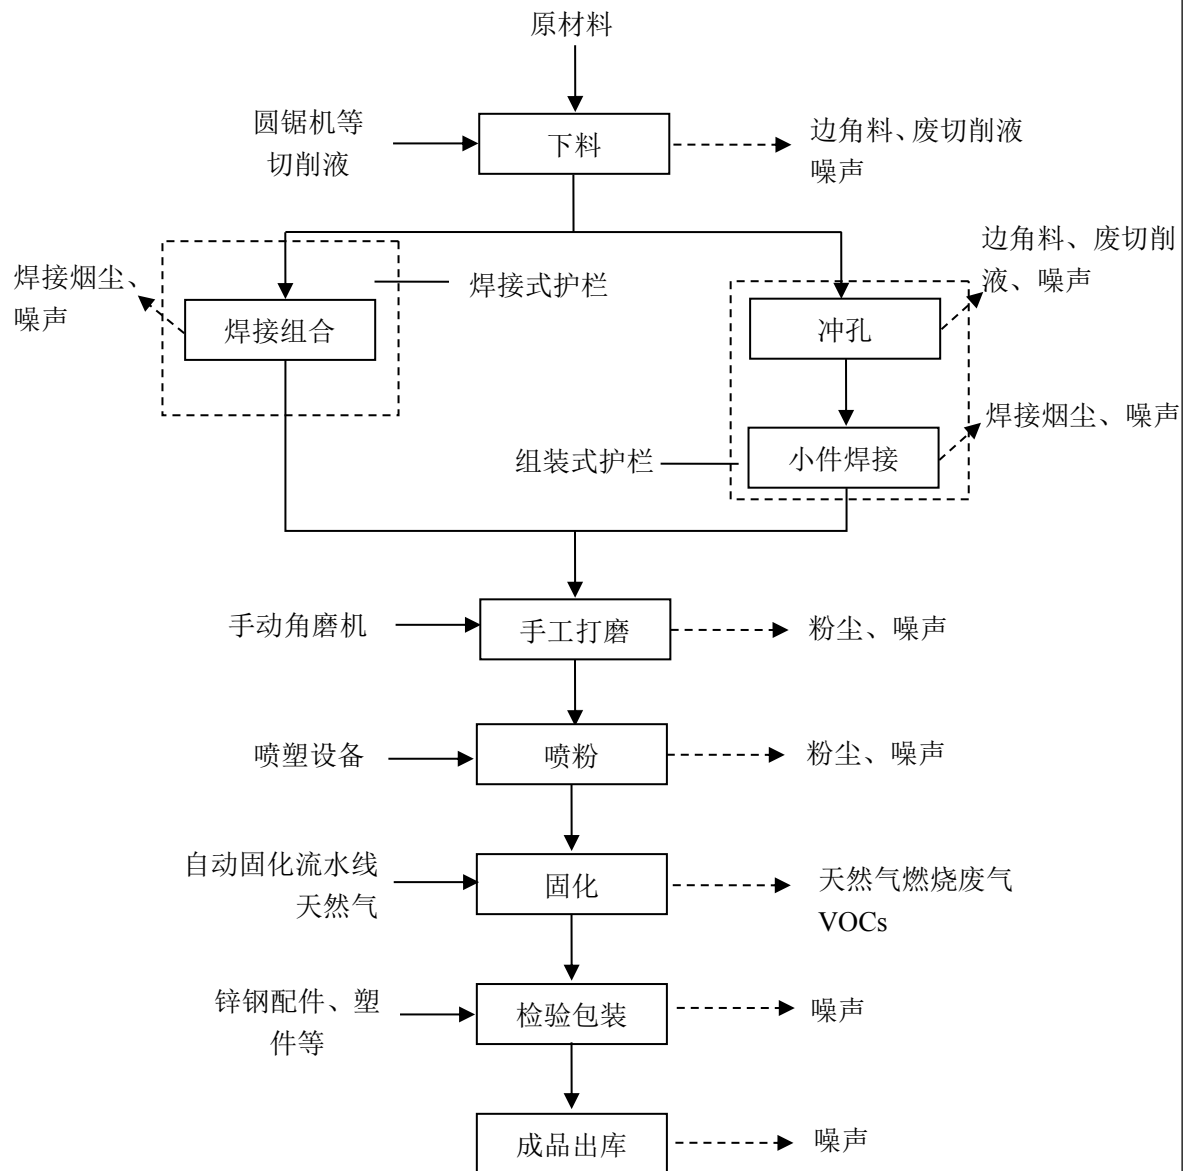 原材料
圆锯机等
切削液
下料
边角料、废切削液
噪声
焊接烟尘、
噪声
焊接组合
焊接式护栏
边角料、废切削
液、噪声
冲孔
焊接烟尘、噪声
组装式护栏
小件焊接
手动角磨机
手工打磨
粉尘、噪声
喷塑设备
喷粉
粉尘、噪声
自动固化流水线
天然气
固化
天然气燃烧废气
VOCs
锌钢配件、塑
件等
检验包装
噪声
成品出库
噪声